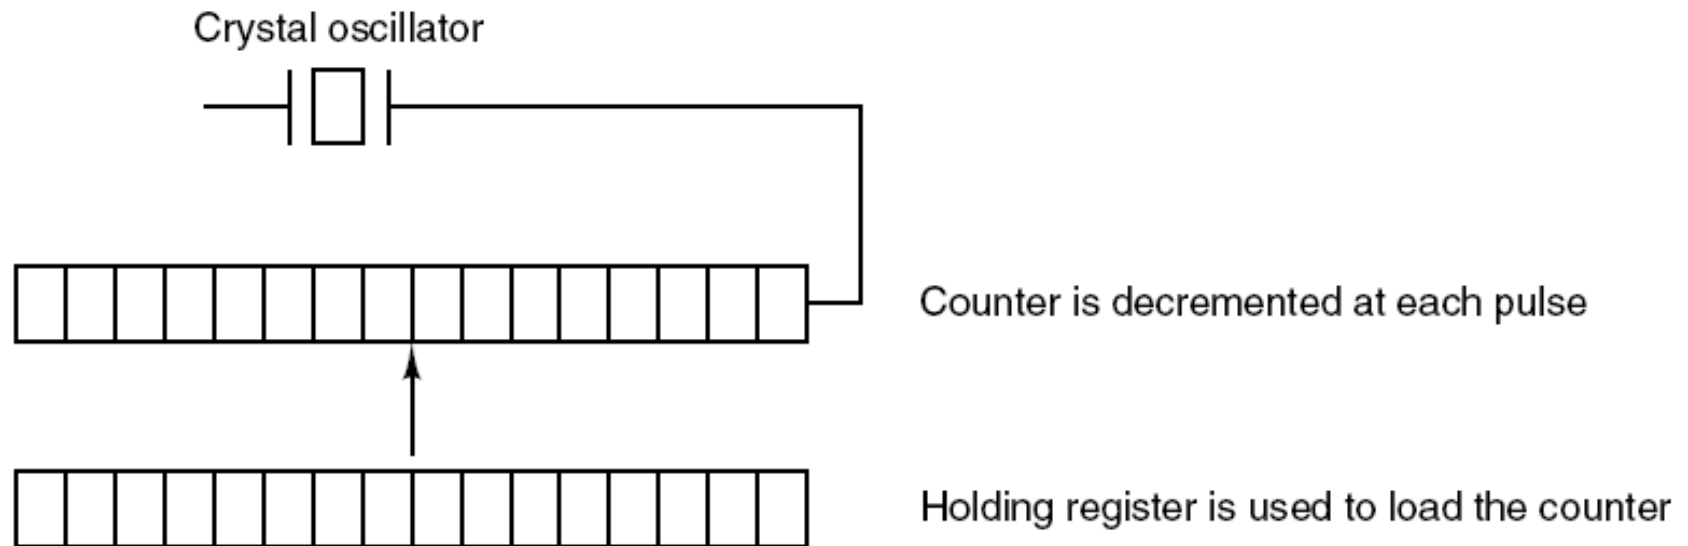 Crystal oscillator
Counter is decremented at each pulse
Holding register is used to load the counter